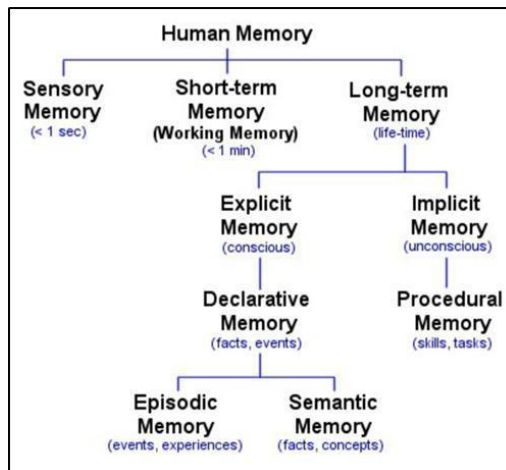 Human Memory
Sensory
Memory
(< 1 sec)
Short-term
Memory
(Working Memory)
(< 1 min)
Long-term
Memory
(life-time)
Explicit
Memory
(conscious)
Implicit
Memory
(unconscious)
Declarative
Memory
(facts, events)
Procedural
Memory
(skills, tasks)
Episodic
Memory
(events, experiences)
Semantic
Memory
(facts, concepts)